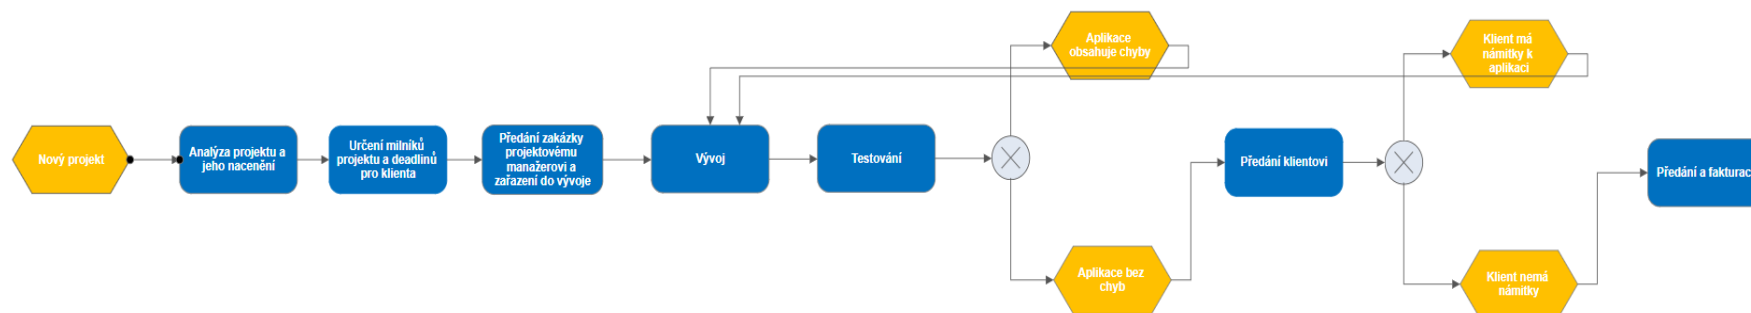 Nový projekt
Analýza projektu a
jeho nacenění
Určení milníků
projektu a deadlinů
pro klienta
Předání zakázky
projektovému
manažerovi a
zařazení do vývoje
Vývoj
Testování
Aplikace
obsahuje chyby
Aplikace bez
chyb
Předání klientovi
Klient má
námitky k
aplikaci
Klient nemá
námitky
Předání a fakturac